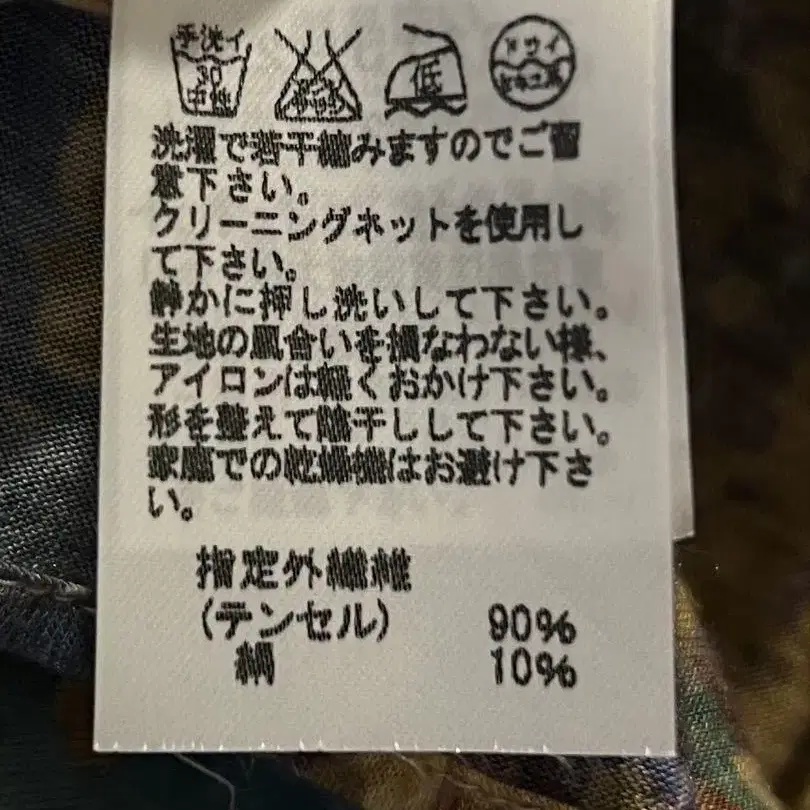 手洗イ
30
中性
低
ドライ
セキユ系
洗濯で若干縮みますのでご留
意下さい。
クリーニングネットを使用し
て下さい。
静かに押し洗いして下さい。
生地の風合いを損なわない様、
アイロンは軽くおかけ下さい。
形を整えて陰干しして下さい。
家庭での乾燥機はお避け下さ
い。
指定外繊維
(テンセル) 90%
絹 10%